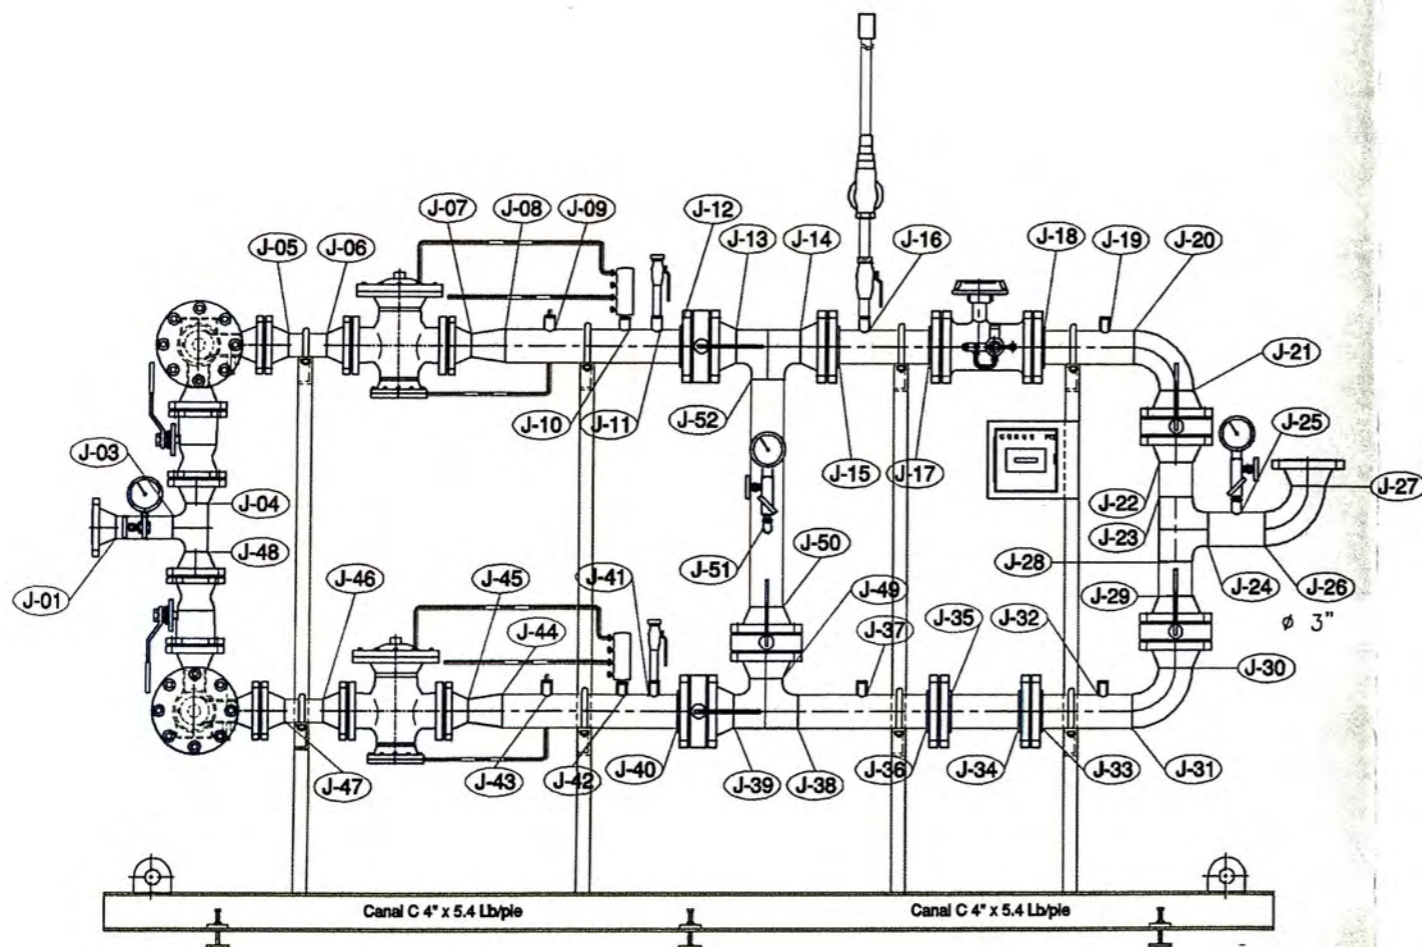 J-12
J-07 J-08 J-09
J-05 J-06 J-13 J-14 J-16 J-18 J-19 J-20
J-21
J-10 J-11 J-52
J-25
J-03 J-15 J-17 J-22 J-27
J-04
J-23
J-48 J-50
J-51 J-28
J-01 J-46 J-45 J-41 J-49 J-29 J-24 J-26
J-44 J-37 J-35 J-32 ø 3"
J-30
J-47 J-43 J-42 J-40 J-39 J-38 J-36 J-34 J-33 J-31
Canal C 4" x 5.4 Lb/pie Canal C 4" x 5.4 Lb/pie